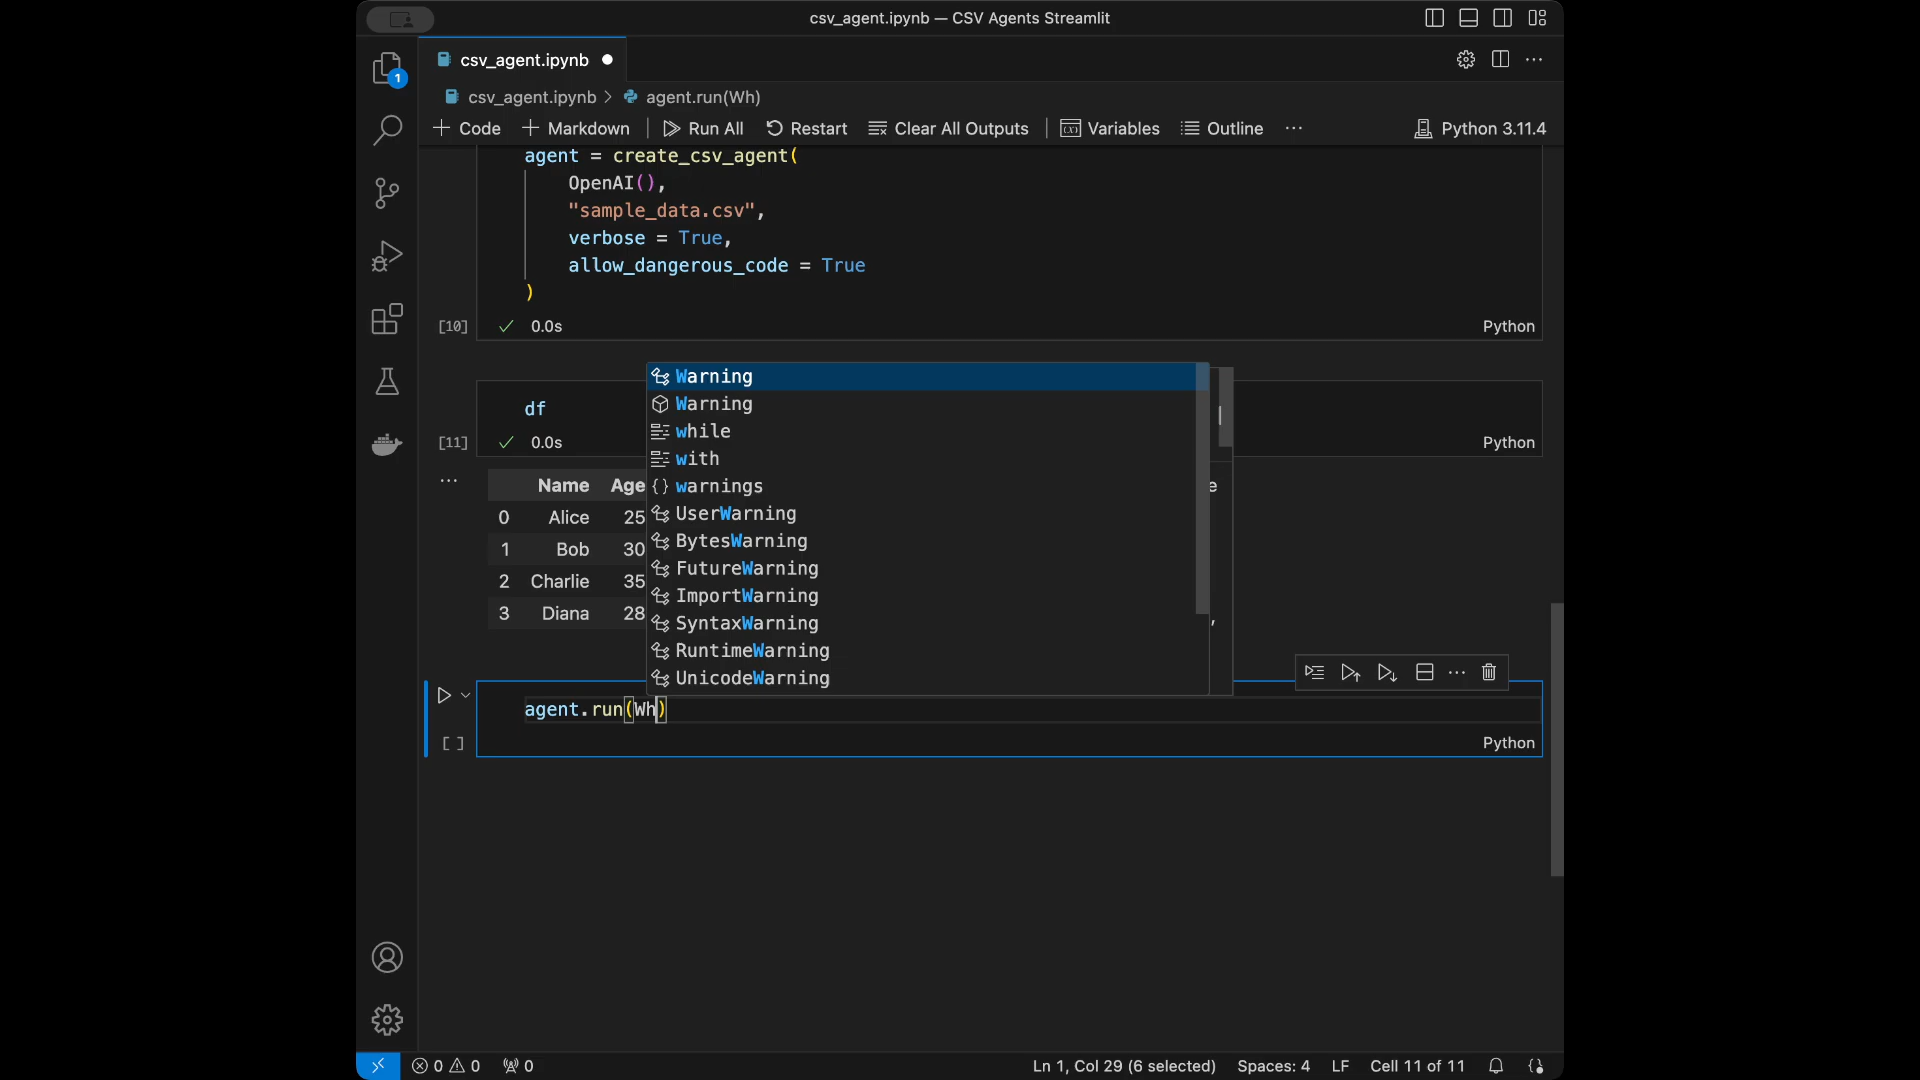 csv_agent.ipynb — CSV Agents Streamlit
1
csv_agent.ipynb
csv_agent.ipynb > agent.run(Wh)
Code Markdown Run All Restart Clear All Outputs Variables Outline ... Python 3.11.4
agent = create_csv_agent(
OpenAI(),
"sample_data.csv",
verbose = True,
allow_dangerous_code = True
)
[10] 0.0s Python
df
[11] 0.0s Python
Warning
Warning
while
with
warnings
UserWarning
BytesWarning
FutureWarning
ImportWarning
SyntaxWarning
RuntimeWarning
UnicodeWarning
e
,
Name Age
0 Alice 25
1 Bob 30
2 Charlie 35
3 Diana 28
agent.run(Wh)
[ ] Python
0 0 0 Ln 1, Col 29 (6 selected) Spaces: 4 LF Cell 11 of 11